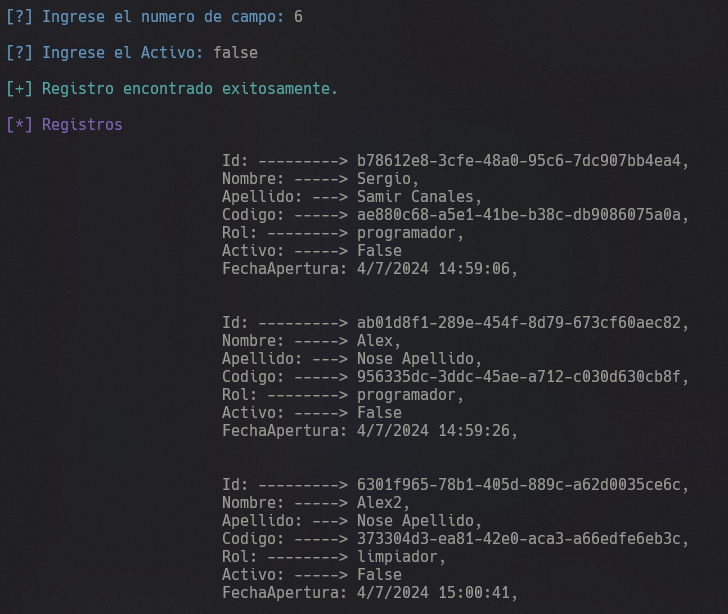 [?] Ingrese el numero de campo: 6
[?] Ingrese el Activo: false
[+] Registro encontrado exitosamente.
[*] Registros
Id: ---------> b78612e8-3cfe-48a0-95c6-7dc907bb4ea4,
Nombre: -----> Sergio,
Apellido: ---> Samir Canales,
Codigo: -----> ae880c68-a5e1-41be-b38c-db9086075a0a,
Rol: --------> programador,
Activo: -----> False
FechaApertura: 4/7/2024 14:59:06,
Id: ---------> ab01d8f1-289e-454f-8d79-673cf60aec82,
Nombre: -----> Alex,
Apellido: ---> Nose Apellido,
Codigo: -----> 956335dc-3ddc-45ae-a712-c030d630cb8f,
Rol: --------> programador,
Activo: -----> False
FechaApertura: 4/7/2024 14:59:26,
Id: ---------> 6301f965-78b1-405d-889c-a62d0035ce6c,
Nombre: -----> Alex2,
Apellido: ---> Nose Apellido,
Codigo: -----> 373304d3-ea81-42e0-aca3-a66edfe6eb3c,
Rol: --------> limpiador,
Activo: -----> False
FechaApertura: 4/7/2024 15:00:41,